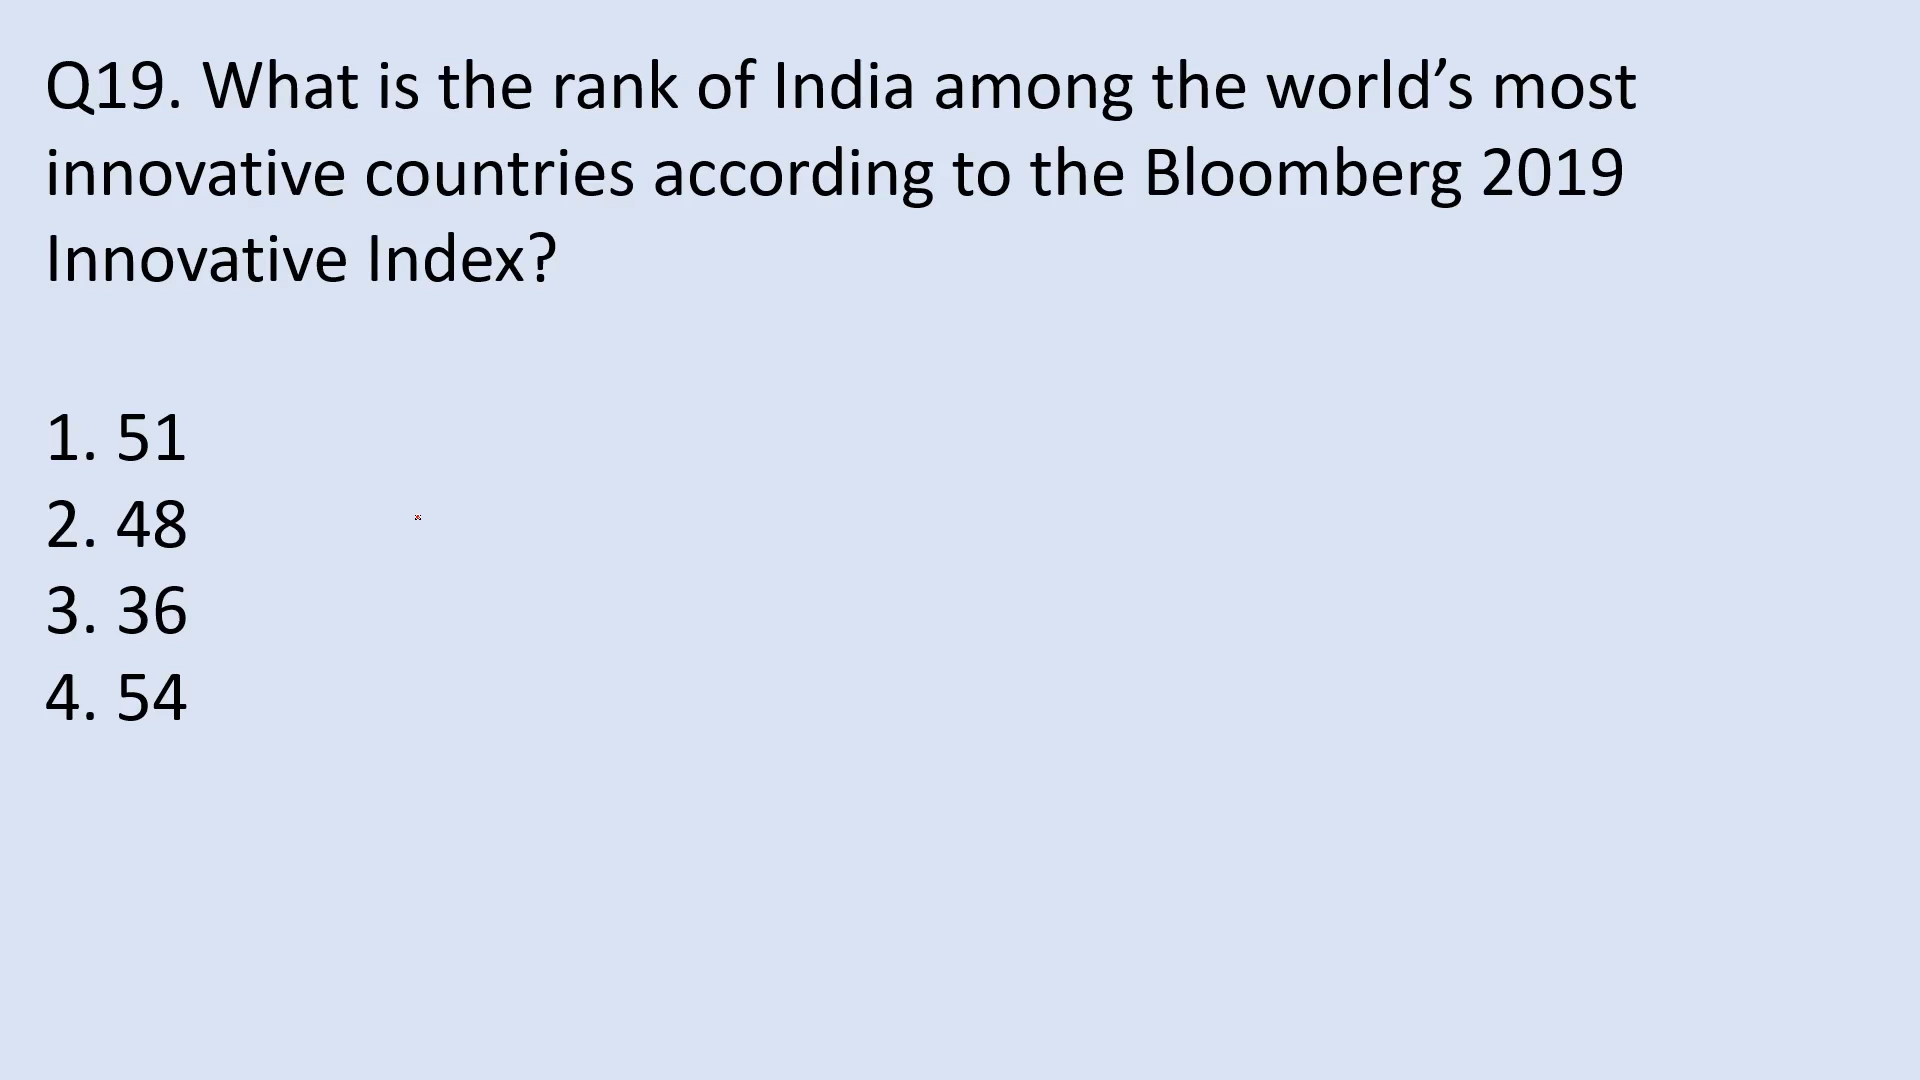 Q19. What is the rank of India among the world’s most
innovative countries according to the Bloomberg 2019
Innovative Index?
1. 51
2. 48
3. 36
4. 54